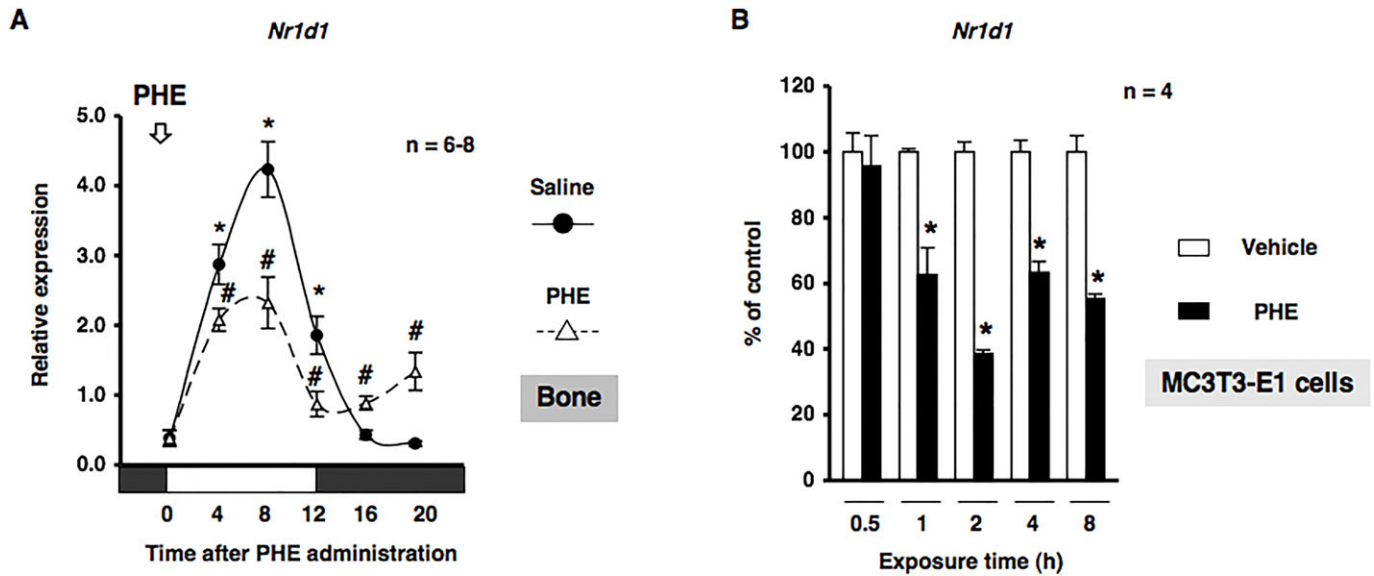 A
Nr1d1
PHE
n = 6-8
5.0
4.0
3.0
2.0
1.0
0.0
Relative expression
*
*
*
#
#
#
#
#
0 4 8 12 16 20
Time after PHE administration
Saline
PHE
Bone
B
Nr1d1
n = 4
120
100
80
60
40
20
0
% of control
*
*
*
*
0.5 1 2 4 8
Exposure time (h)
Vehicle
PHE
MC3T3-E1 cells